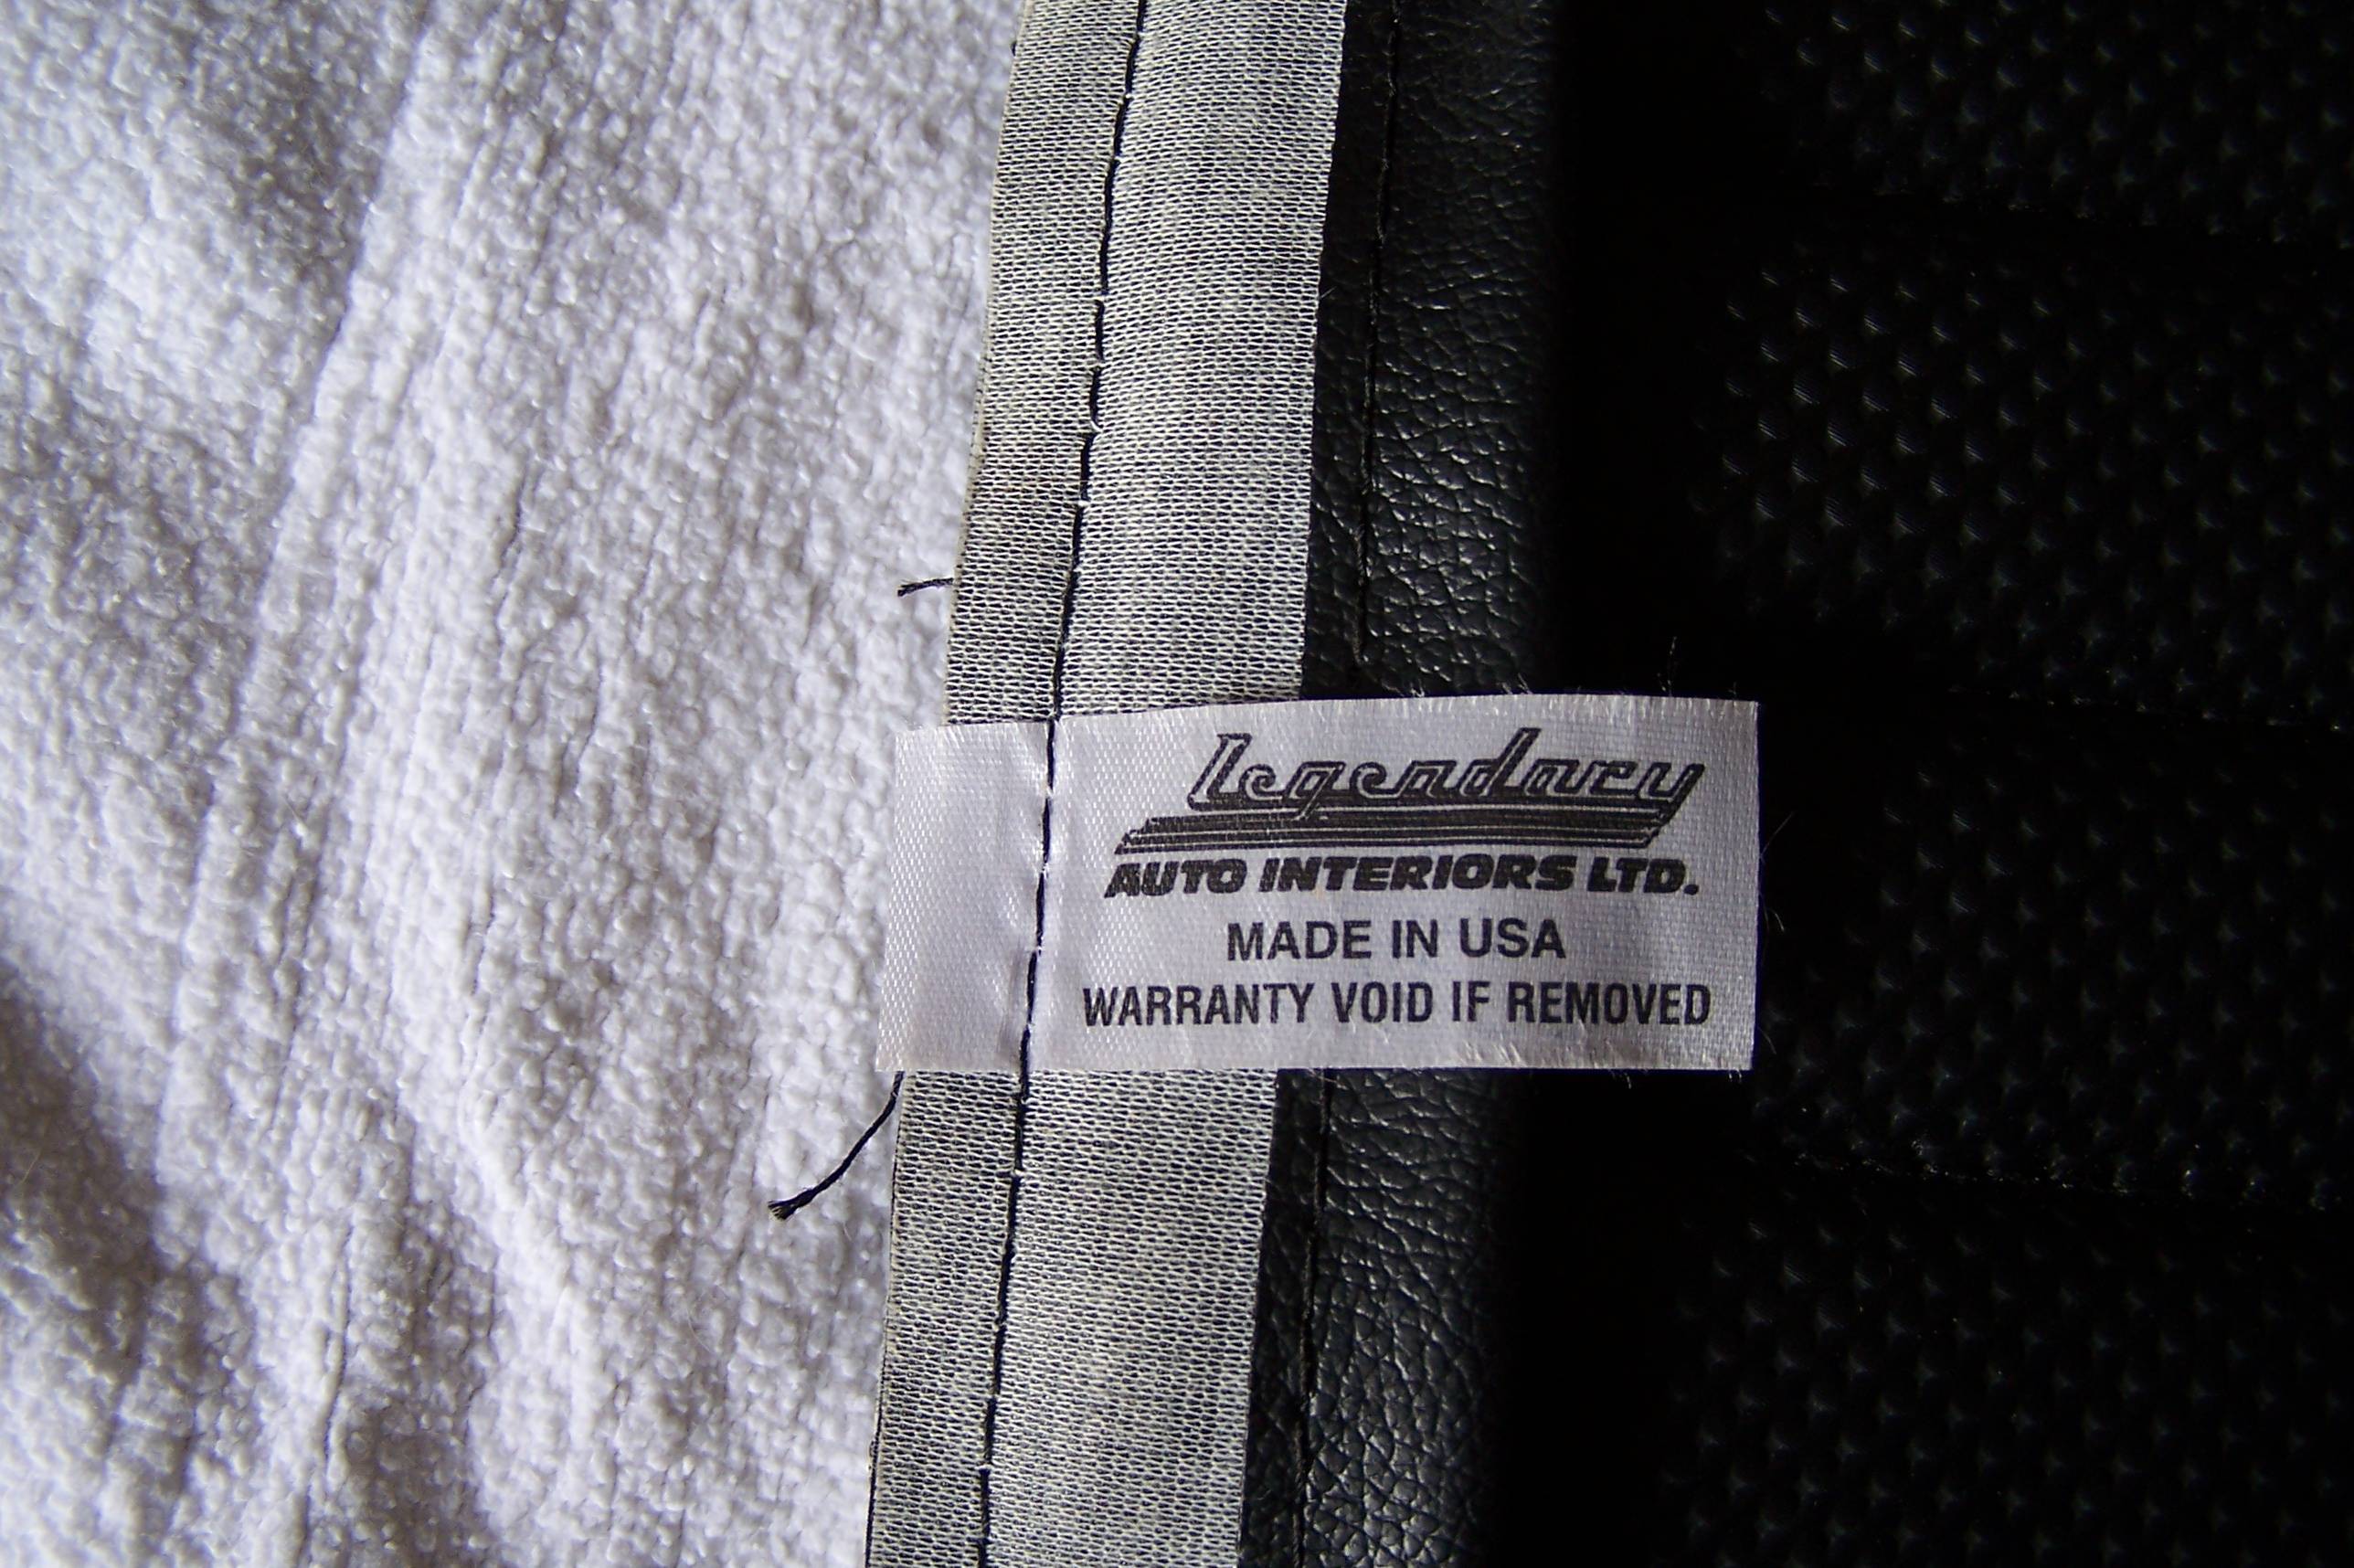 Legendary
AUTO INTERIORS LTD.
MADE IN USA
WARRANTY VOID IF REMOVED